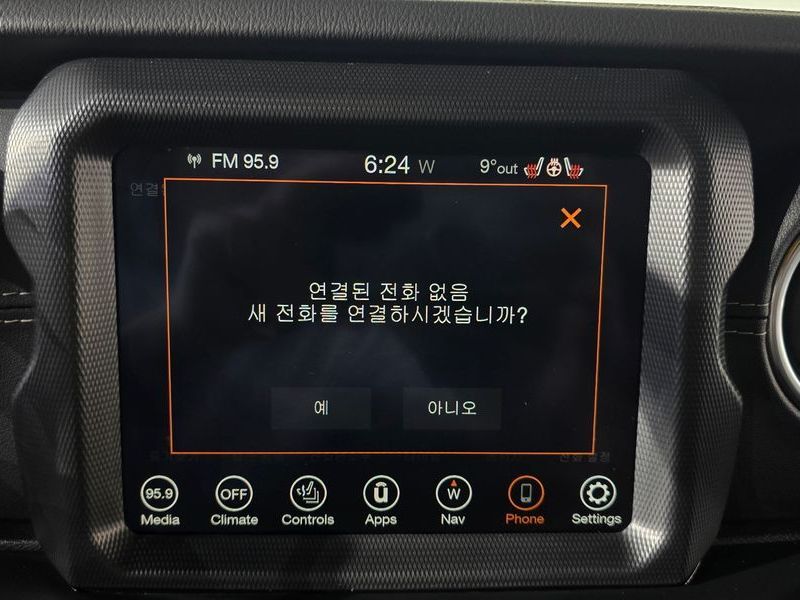 FM 95.9 6:24 W 9°out
연결된 전화 없음
새 전화를 연결하시겠습니까?
예 아니오
95.9 OFF û W
Media Climate Controls Apps Nav Phone Settings